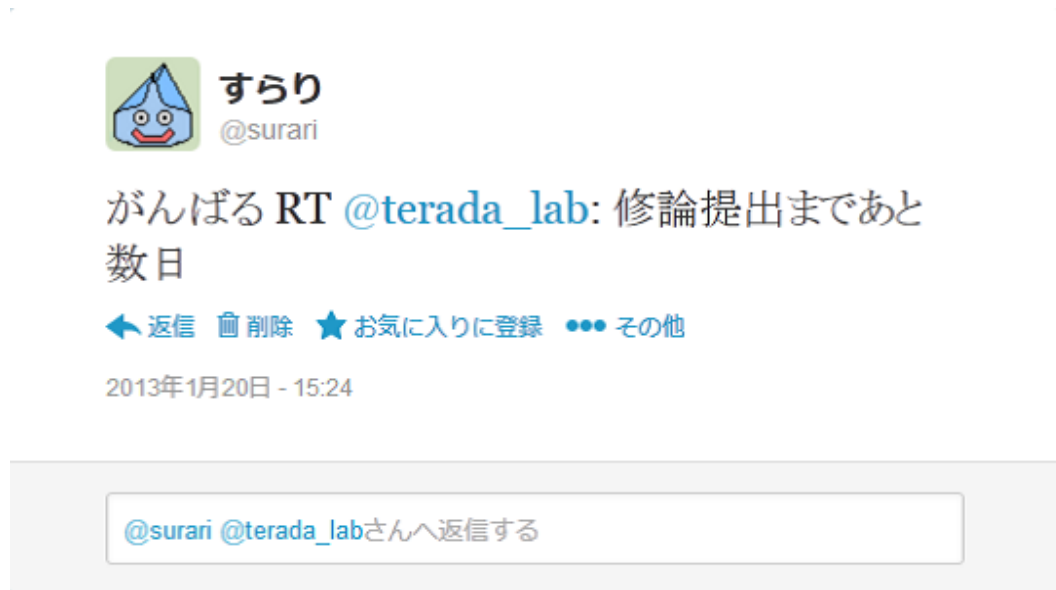 すらり
@surari
がんばる RT @terada_lab: 修論提出まであと
数日
返信 削除 お気に入りに登録 その他
2013年1月20日 - 15:24
@surari @terada_labさんへ返信する